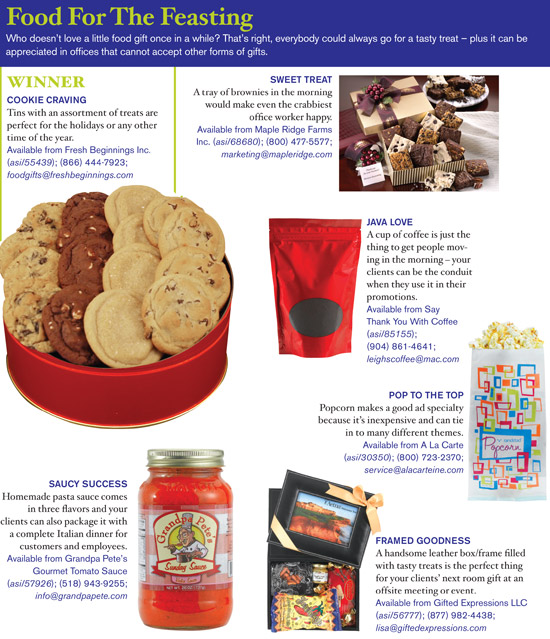 Food For The Feasting
Who doesn't love a little food gift once in a while? That's right, everybody could always go for a tasty treat – plus it can be
appreciated in offices that cannot accept other forms of gifts.
WINNER
COOKIE CRAVING
Tins with an assortment of treats are
perfect for the holidays or any other
time of the year.
Available from Fresh Beginnings Inc.
(asi/55439); (866) 444-7923;
foodgifts@freshbeginnings.com
SWEET TREAT
A tray of brownies in the morning
would make even the crabbiest
office worker happy.
Available from Maple Ridge Farms
Inc. (asi/68680); (800) 477-5577;
marketing@mapleridge.com
JAVA LOVE
A cup of coffee is just the
thing to get people mov-
ing in the morning – your
clients can be the conduit
when they use it in their
promotions.
Available from Say
Thank You With Coffee
(asi/85155);
(904) 861-4641;
leighscoffee@mac.com
POP TO THE TOP
Popcorn makes a good ad specialty
because it's inexpensive and can tie
in to many different themes.
Available from A La Carte
(asi/30350); (800) 723-2370;
service@alacarteine.com
Popcorn
SAUCY SUCCESS
Homemade pasta sauce comes
in three flavors and your
clients can also package it with
a complete Italian dinner for
customers and employees.
Available from Grandpa Pete's
Gourmet Tomato Sauce
(asi/57926); (518) 943-9255;
info@grandpapete.com
Grandpa Pete's
Sunday Sauce
FRAMED GOODNESS
A handsome leather box/frame filled
with tasty treats is the perfect thing
for your clients' next room gift at an
offsite meeting or event.
Available from Gifted Expressions LLC
(asi/56777); (877) 982-4438;
lisa@giftedexpressions.com